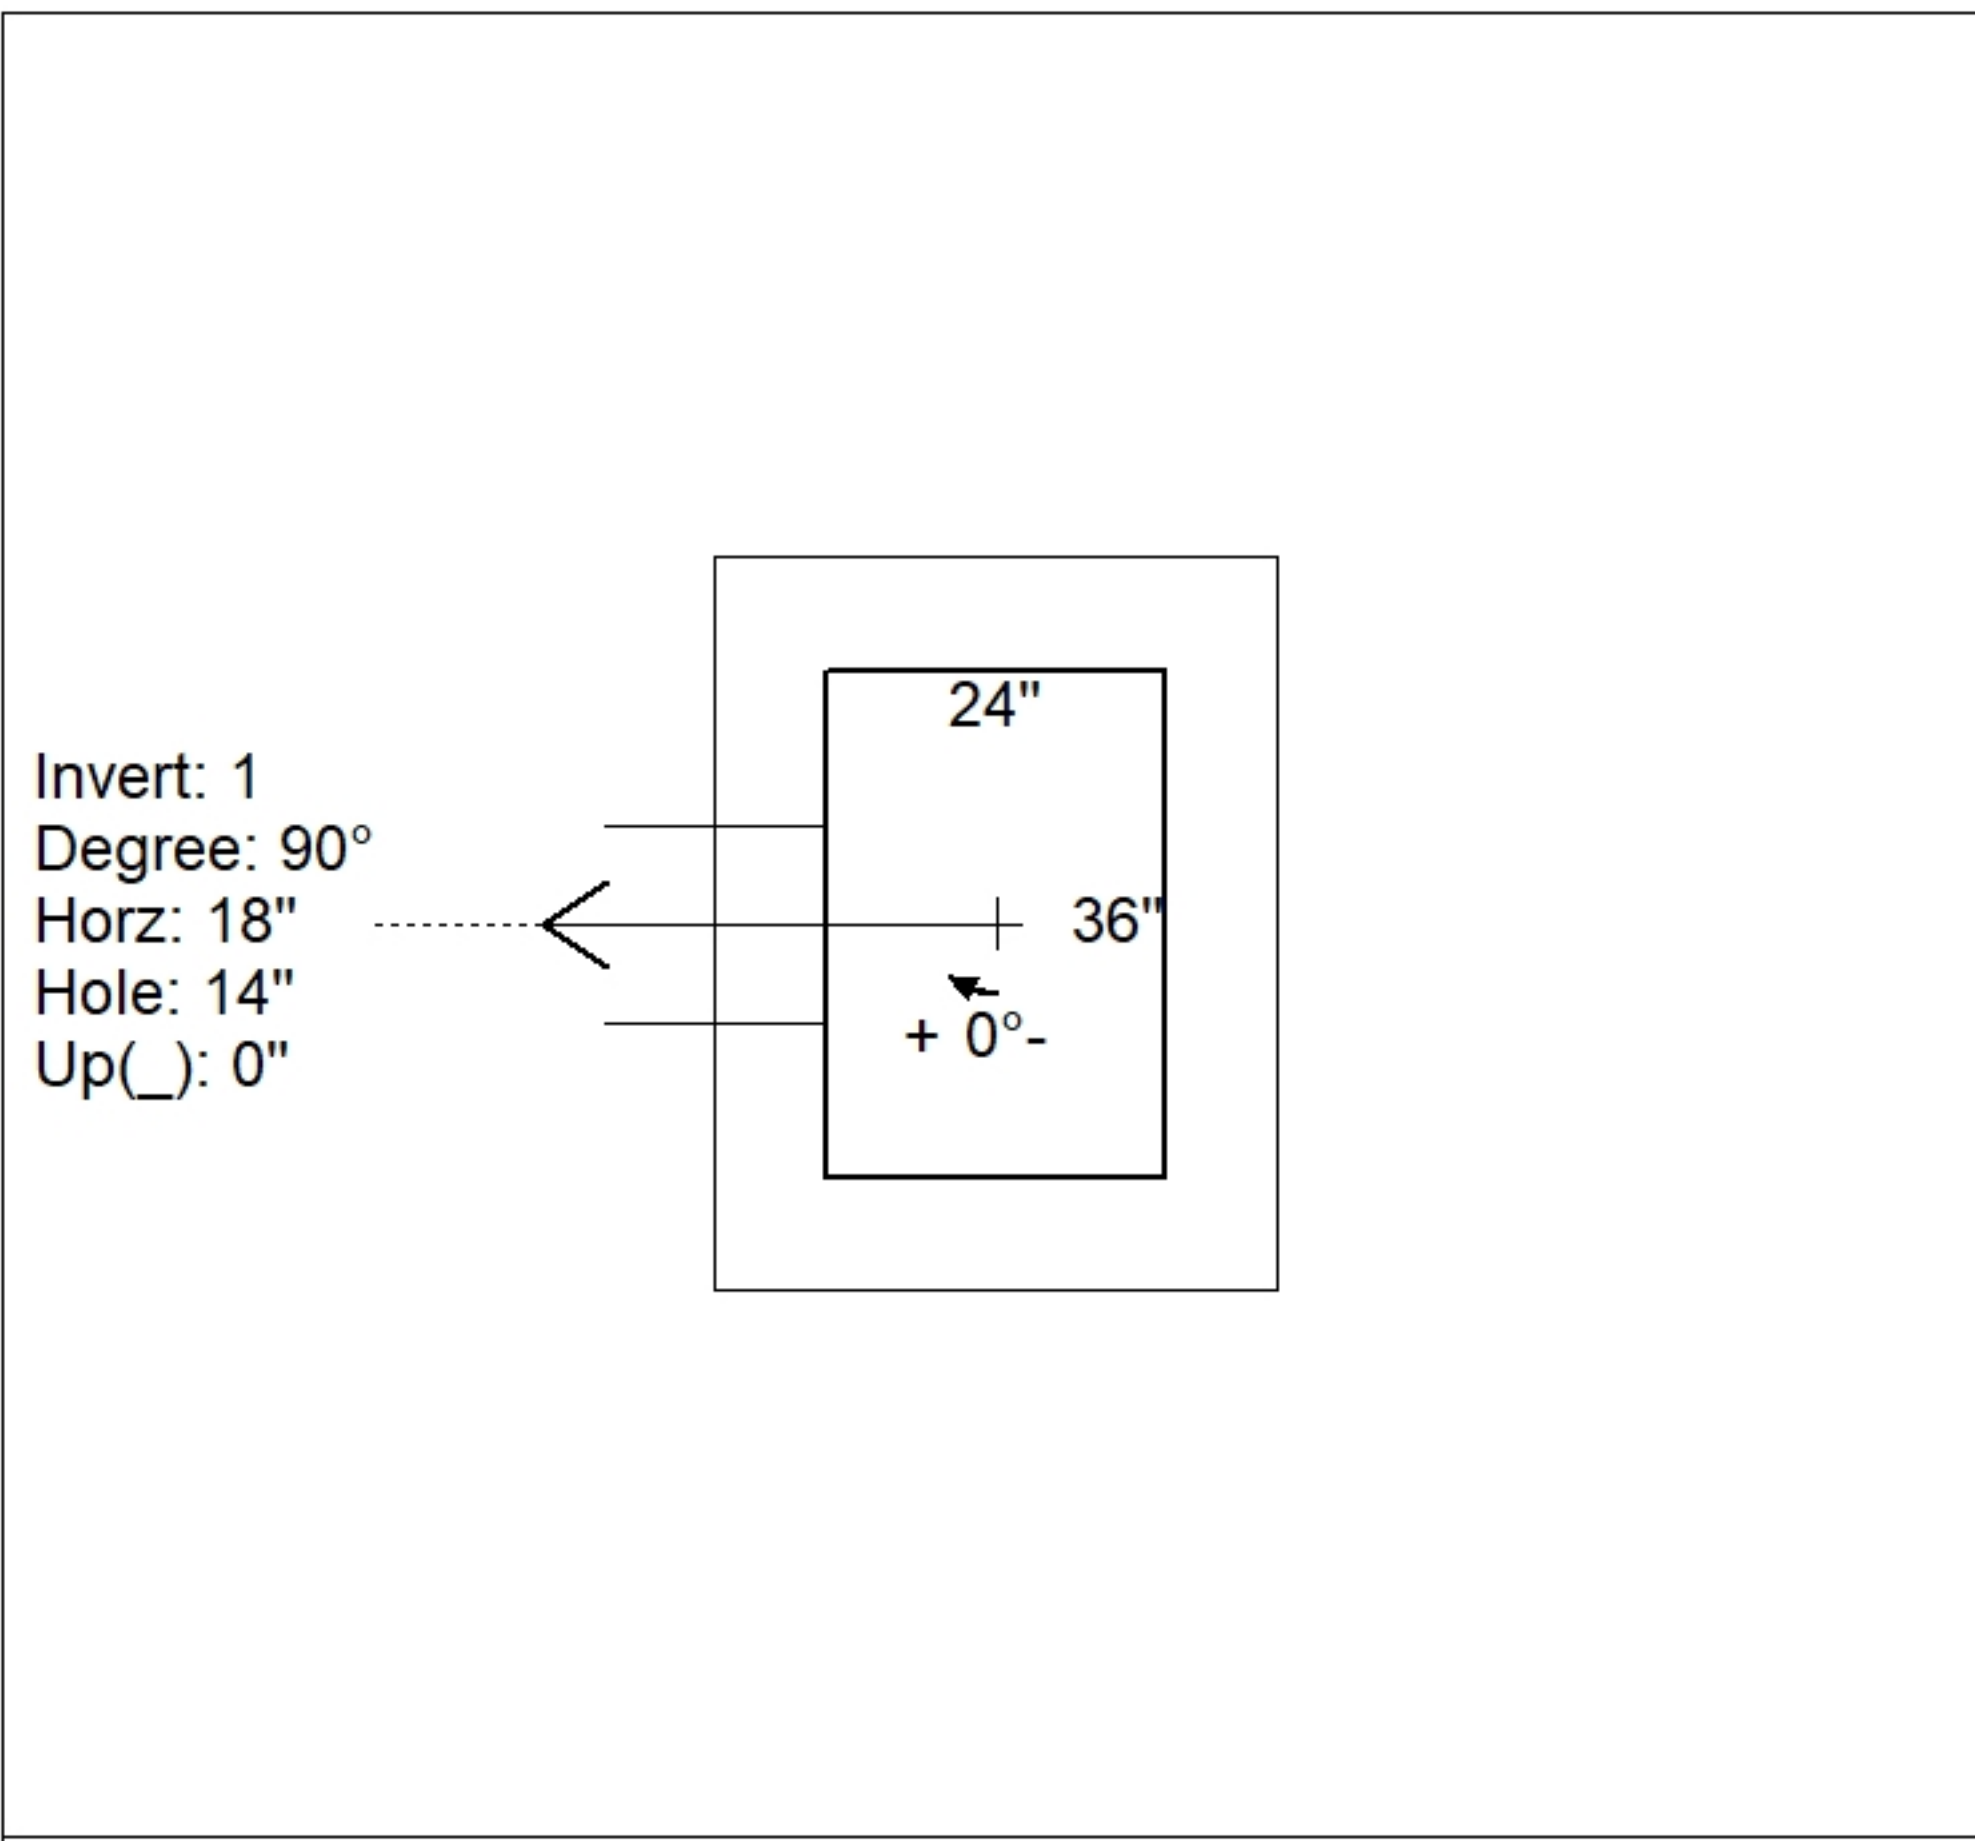 24"
Invert: 1
Degree: 90°
Horz: 18"
36"
Hole: 14"
+ 0°-
Up(_): 0"